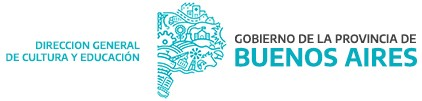 DIRECCION GENERAL
DE CULTURA Y EDUCACIÓN
GOBIERNO DE LA PROVINCIA DE
BUENOS AIRES